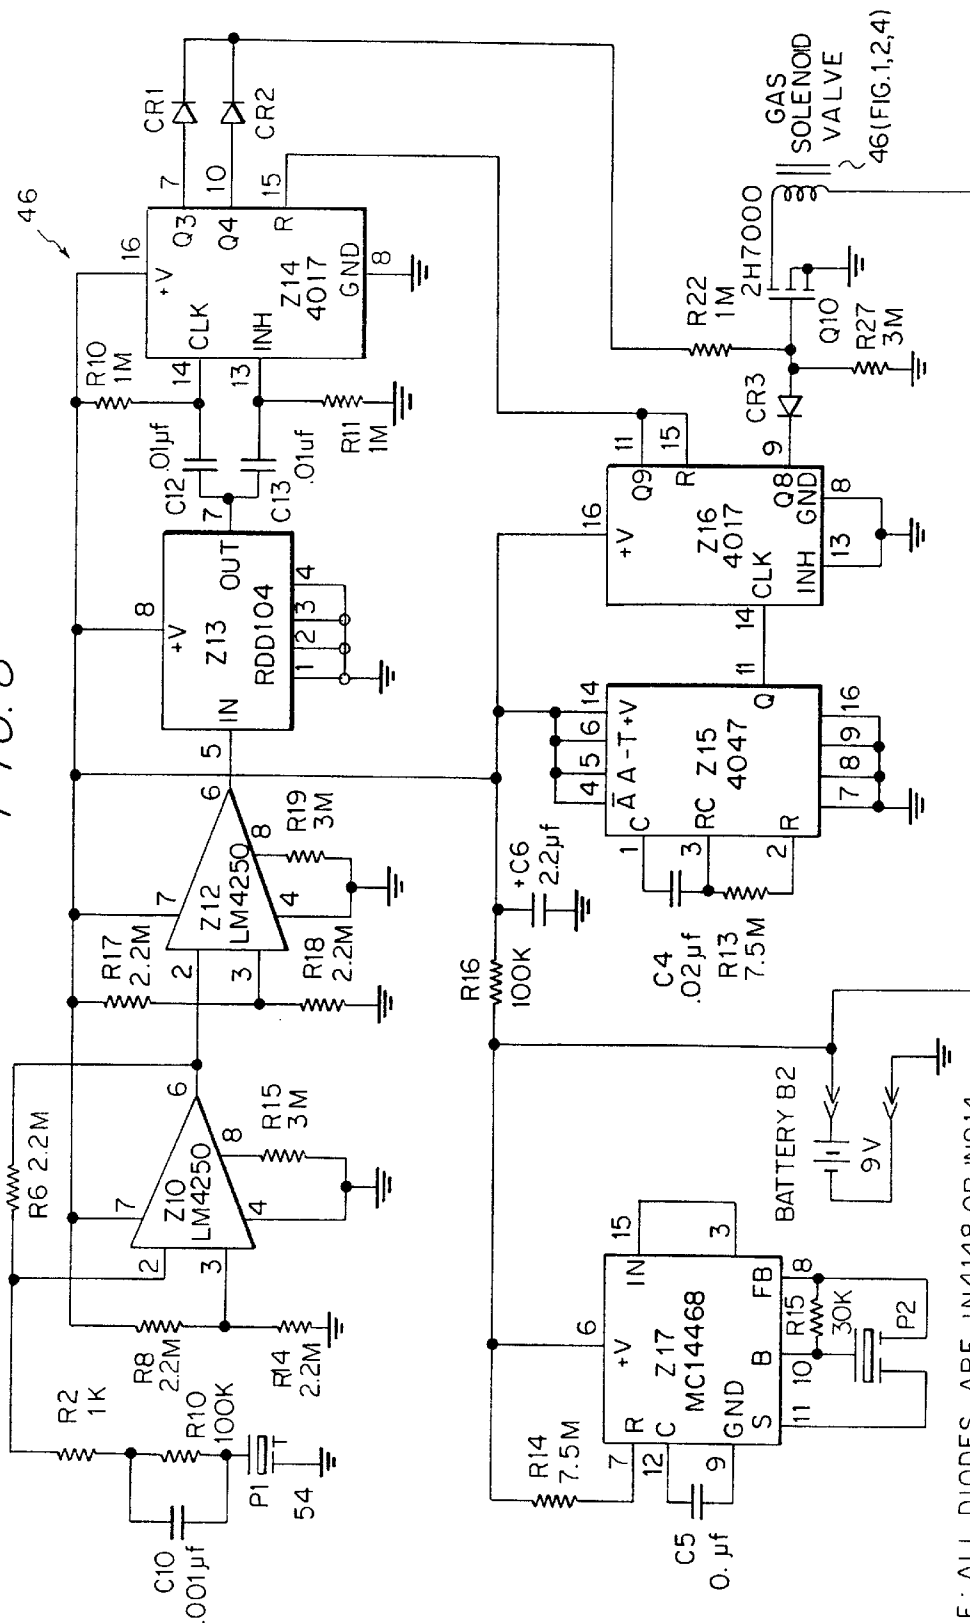 46
R6 2.2M
R2
1K
R10
100K
C10
.001µf
P1
54
R8
2.2M
R14
2.2M
2
3
7
Z10
LM4250
6
8
4
R15
3M
R17
2.2M
R18
2.2M
2
3
7
Z12
LM4250
6
8
4
R19
3M
5
IN
8
+V
Z13
RDD104
OUT
7
1
2
3
4
C12
.01µf
C13
.01uf
R10
1M
R11
1M
14
CLK
13
INH
16
+V
Z14
4017
GND
8
Q3
7
Q4
10
R
15
CR1
CR2
R16
100K
+C6
2.2µf
C4
.02µf
R13
7.5M
1
C
3
RC
2
R
4
5
6
14
Ā
A
-T
+V
Z15
4047
Q
11
7
8
9
16
14
CLK
16
+V
Z16
4017
INH
13
GND
8
Q9
11
R
15
Q8
9
CR3
R22
1M
2H7000
Q10
R27
3M
GAS
SOLENOID
VALVE
46(FIG.1,2,4)
R14
7.5M
C5
0. µf
7
R
12
C
9
GND
6
+V
Z17
MC14468
IN
15
3
S
11
B
10
FB
8
R15
30K
P2
BATTERY B2
9V